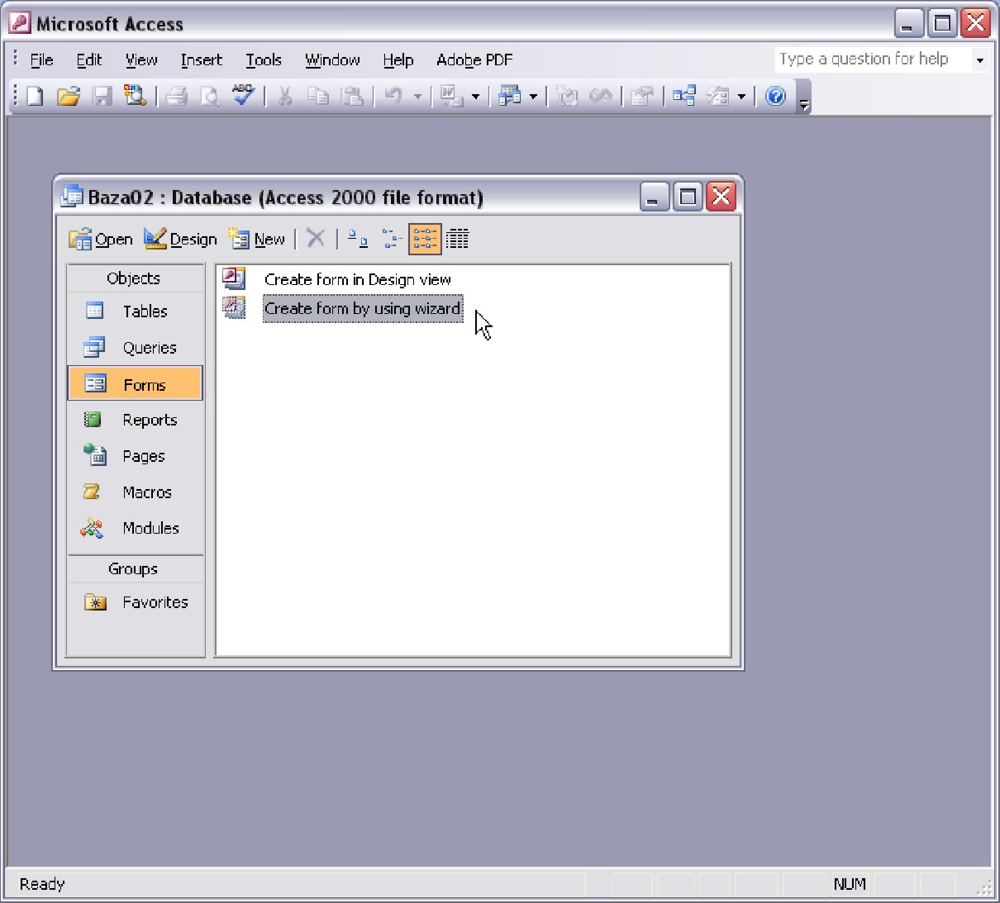 Microsoft Access
File Edit View Insert Tools Window Help Adobe PDF Type a question for help
ABC
Baza02 : Database (Access 2000 file format)
Open Design New
Objects
Tables
Queries
Forms
Reports
Pages
Macros
Modules
Groups
Favorites
Create form in Design view
Create form by using wizard
Ready NUM